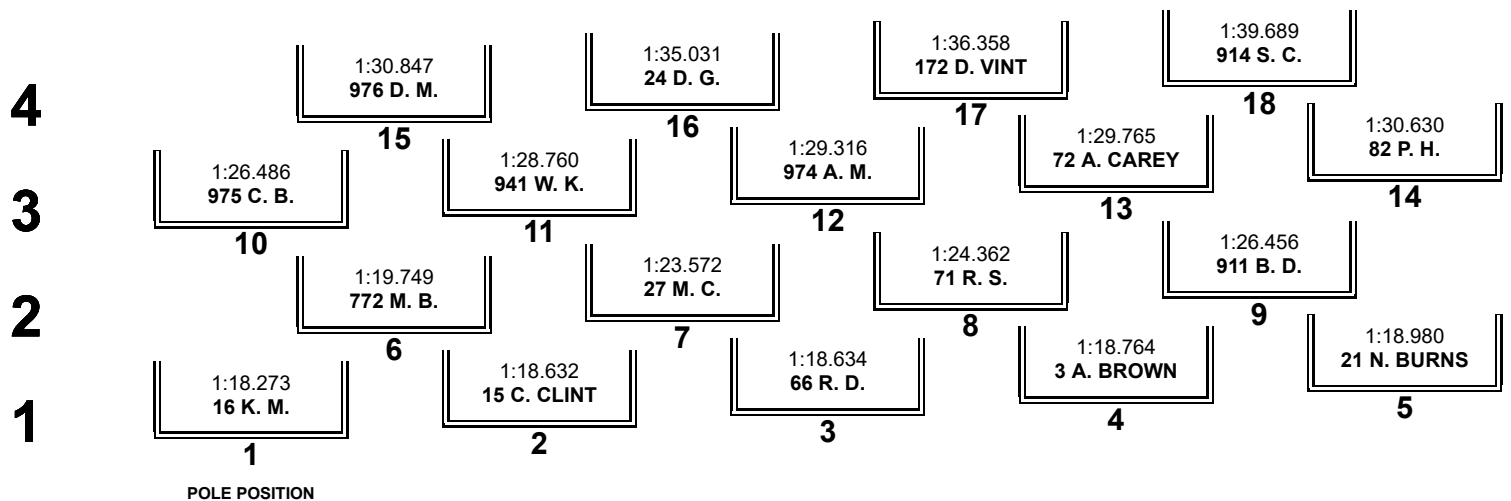 4
1:30.847
976 D. M.
15
1:35.031
24 D. G.
16
1:36.358
172 D. VINT
17
1:39.689
914 S. C.
18
3
1:26.486
975 C. B.
10
1:28.760
941 W. K.
11
1:29.316
974 A. M.
12
1:29.765
72 A. CAREY
13
1:30.630
82 P. H.
14
2
1:19.749
772 M. B.
6
1:23.572
27 M. C.
7
1:24.362
71 R. S.
8
1:26.456
911 B. D.
9
1
1:18.273
16 K. M.
1
1:18.632
15 C. CLINT
2
1:18.634
66 R. D.
3
1:18.764
3 A. BROWN
4
1:18.980
21 N. BURNS
5
POLE POSITION